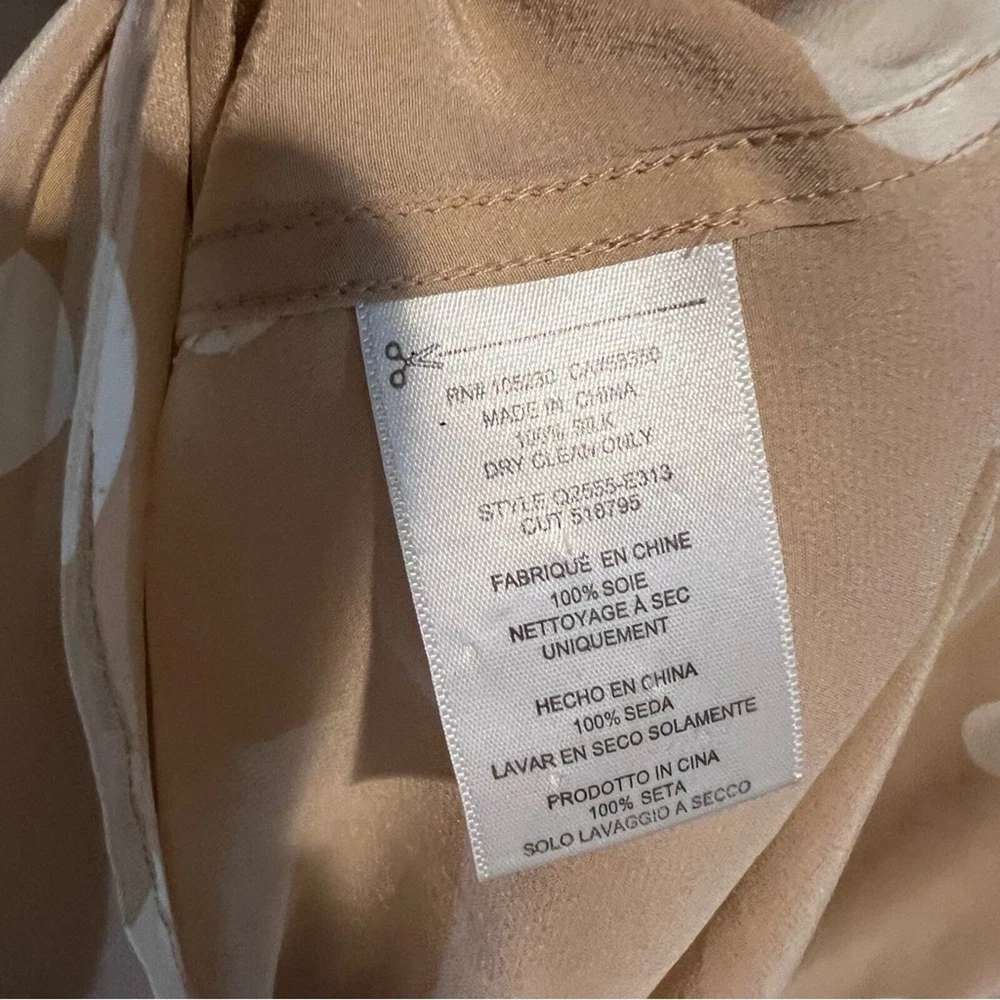 RN# 105230 CA#58350
MADE IN CHINA
100% SILK
DRY CLEAN ONLY
STYLE Q2555-E313
CUT 518795
FABRIQUÉ EN CHINE
100% SOIE
NETTOYAGE À SEC
UNIQUEMENT
HECHO EN CHINA
100% SEDA
LAVAR EN SECO SOLAMENTE
PRODOTTO IN CINA
100% SETA
SOLO LAVAGGIO A SECCO